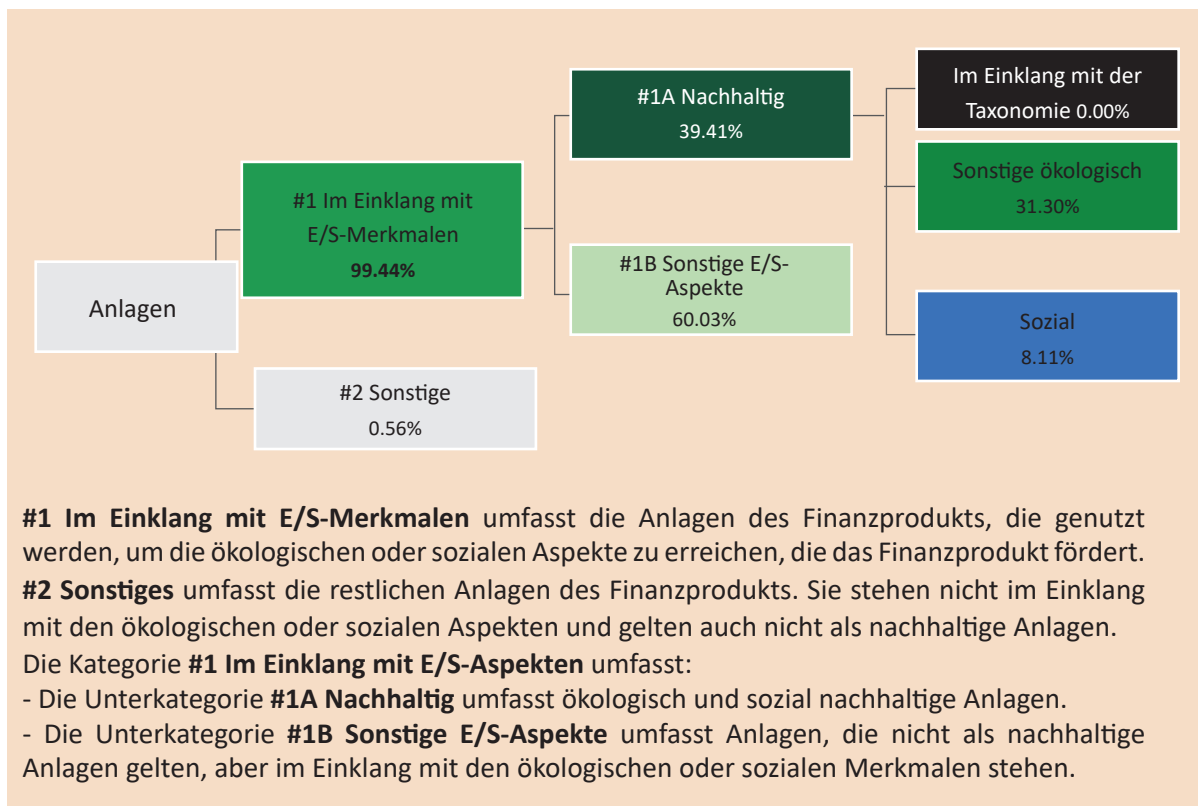 Anlagen
#1 Im Einklang mit
E/S-Merkmalen
99.44%
#2 Sonstige
0.56%
#1A Nachhaltig
39.41%
#1B Sonstige E/S-
Aspekte
60.03%
Im Einklang mit der
Taxonomie 0.00%
Sonstige ökologisch
31.30%
Sozial
8.11%
#1 Im Einklang mit E/S-Merkmalen umfasst die Anlagen des Finanzprodukts, die genutzt
werden, um die ökologischen oder sozialen Aspekte zu erreichen, die das Finanzprodukt fördert.
#2 Sonstiges umfasst die restlichen Anlagen des Finanzprodukts. Sie stehen nicht im Einklang
mit den ökologischen oder sozialen Aspekten und gelten auch nicht als nachhaltige Anlagen.
Die Kategorie #1 Im Einklang mit E/S-Aspekten umfasst:
- Die Unterkategorie #1A Nachhaltig umfasst ökologisch und sozial nachhaltige Anlagen.
- Die Unterkategorie #1B Sonstige E/S-Aspekte umfasst Anlagen, die nicht als nachhaltige
Anlagen gelten, aber im Einklang mit den ökologischen oder sozialen Merkmalen stehen.